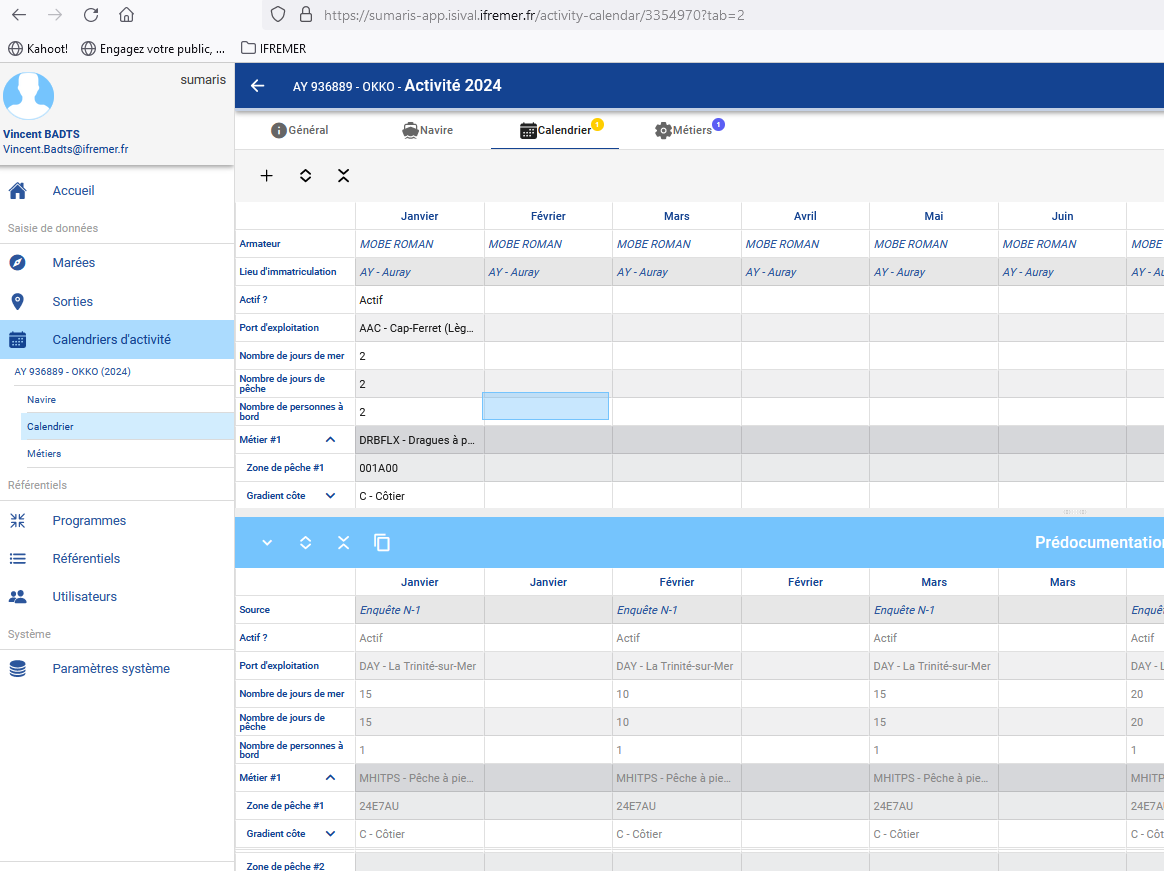 https://sumaris-app.isival.ifremer.fr/activity-calendar/3354970?tab=2
Kahoot! Engagez votre public, ... IFREMER
sumaris
Vincent BADTS
Vincent.Badts@ifremer.fr
Accueil
Saisie de données
Marées
Sorties
Calendriers d'activité
AY 936889 - OKKO (2024)
Navire
Calendrier
Métiers
Référentiels
Programmes
Référentiels
Utilisateurs
Système
Paramètres système
AY 936889 - OKKO - Activité 2024
Général Navire Calendrier 1 Métiers 1
Janvier Février Mars Avril Mai Juin
Armateur MOBE ROMAN MOBE ROMAN MOBE ROMAN MOBE ROMAN MOBE ROMAN MOBE ROMAN MOBE
Lieu d'immatriculation AY - Auray AY - Auray AY - Auray AY - Auray AY - Auray AY - Auray AY - Au
Actif ? Actif
Port d'exploitation AAC - Cap-Ferret (Lèg...
Nombre de jours de mer 2
Nombre de jours de pêche 2
Nombre de personnes à bord 2
Métier #1 DRBFLX - Dragues à p...
Zone de pêche #1 001A00
Gradient côte C - Côtier
Prédocumentation
Janvier Janvier Février Février Mars Mars
Source Enquête N-1 Enquête N-1 Enquête N-1 Enquê
Actif ? Actif Actif Actif Actif
Port d'exploitation DAY - La Trinité-sur-Mer DAY - La Trinité-sur-Mer DAY - La Trinité-sur-Mer DAY - L
Nombre de jours de mer 15 10 15 20
Nombre de jours de pêche 15 10 15 20
Nombre de personnes à bord 1 1 1 1
Métier #1 MHITPS - Pêche à pie... MHITPS - Pêche à pie... MHITPS - Pêche à pie... MHITP
Zone de pêche #1 24E7AU 24E7AU 24E7AU 24E7A
Gradient côte C - Côtier C - Côtier C - Côtier C - Côt
Zone de pêche #2